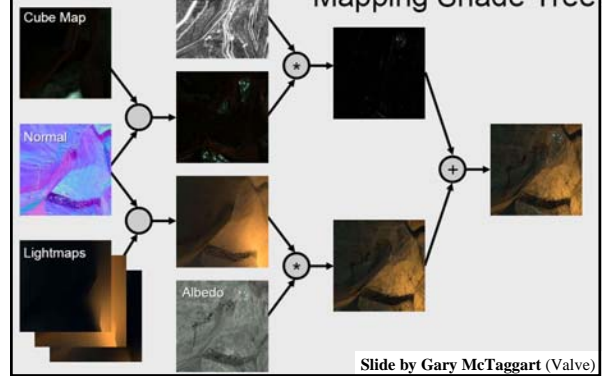 Mapping Shade Tree
Cube Map
*
Normal
+
Lightmaps
*
Albedo
Slide by Gary McTaggart (Valve)